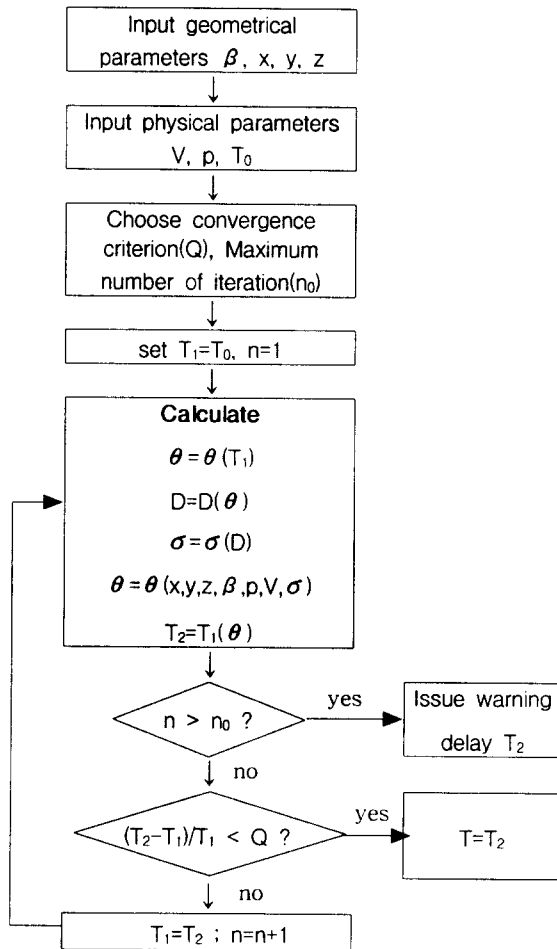 Input geometrical
parameters β, x, y, z
Input physical parameters
V, p, T₀
Choose convergence
criterion(Q), Maximum
number of iteration(n₀)
set T₁=T₀, n=1
Calculate
θ=θ(T₁)
D=D(θ)
σ=σ(D)
θ=θ(x,y,z,β,p,V,σ)
T₂=T₁(θ)
n > n₀ ?
yes
Issue warning
delay T₂
no
(T₂-T₁)/T₁ < Q ?
yes
T=T₂
no
T₁=T₂ ; n=n+1